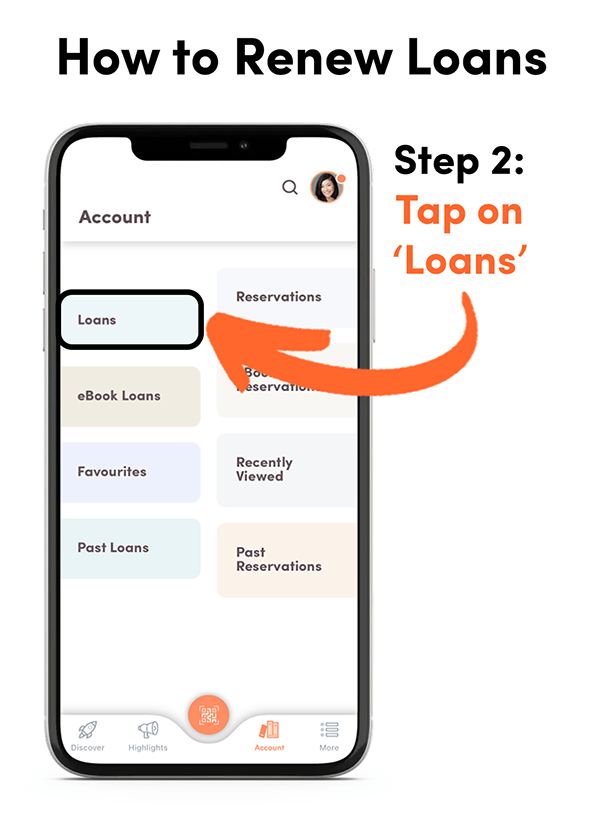 How to Renew Loans
Step 2:
Tap on
‘Loans’
Account
Loans
Reservations
eBook Loans
eBook
Reservations
Favourites
Recently
Viewed
Past Loans
Past
Reservations
Discover
Highlights
Account
More